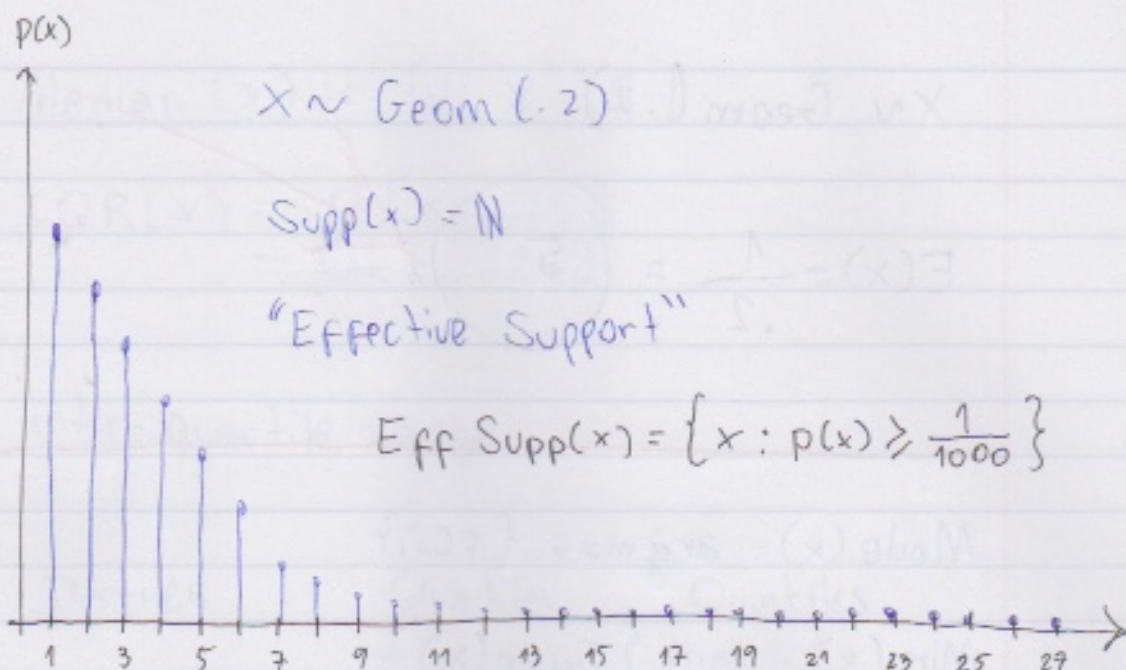 p(x)
X ~ Geom (.2)
Supp(x) = ℕ
"Effective Support"
Eff Supp(x) = { x : p(x) ⩾ 1/1000 }
1 3 5 7 9 11 13 15 17 19 21 23 25 27